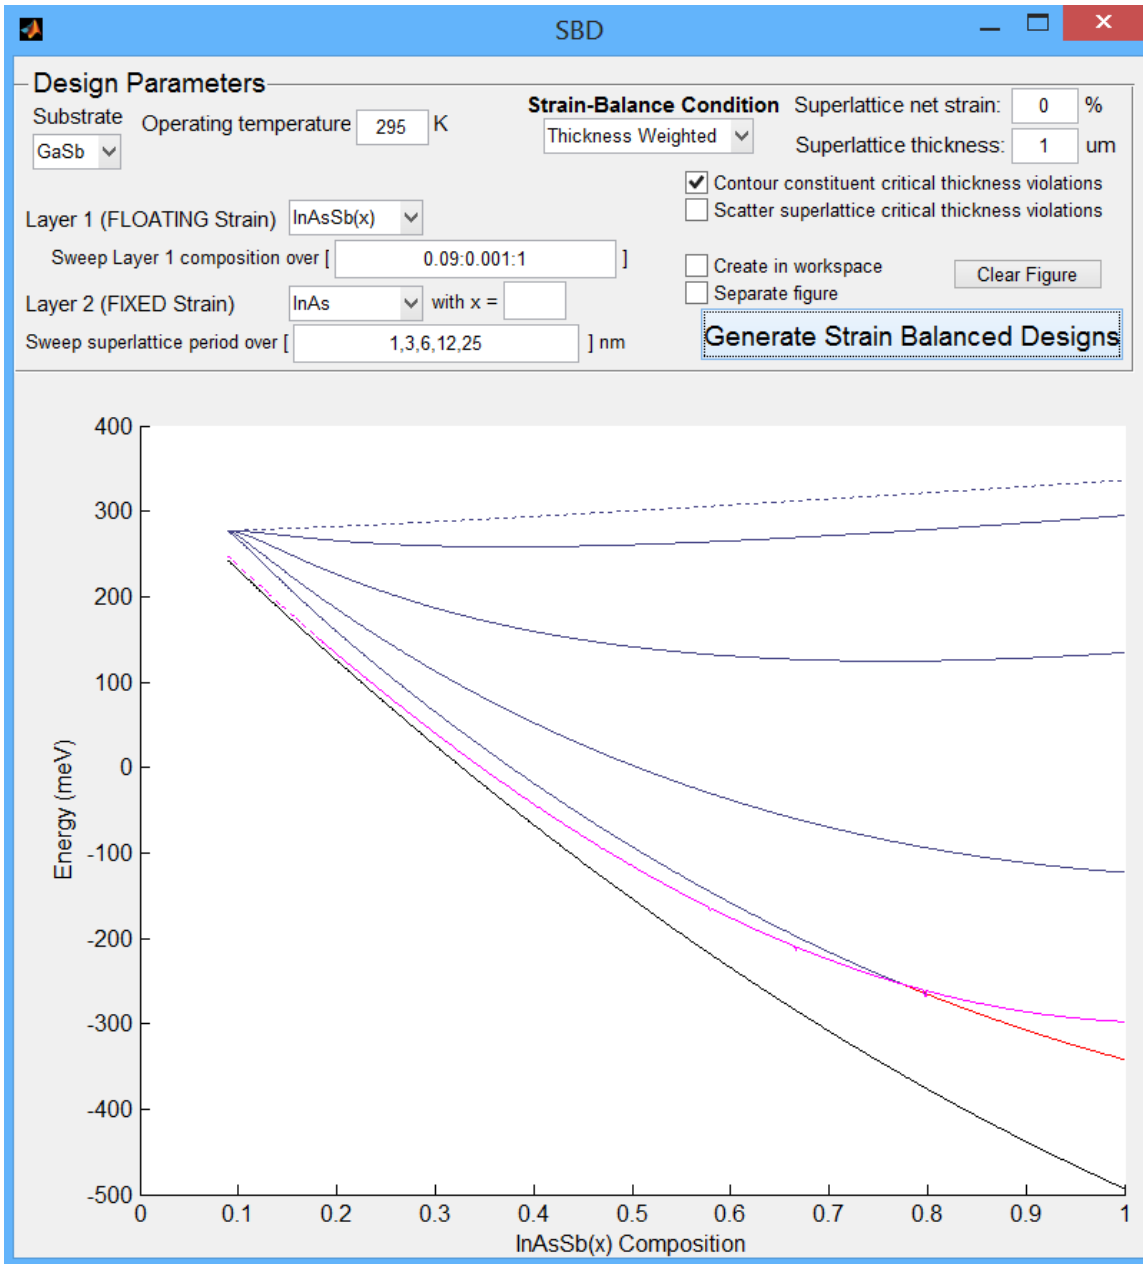 SBD
Design Parameters
Substrate
GaSb
Operating temperature 295 K
Strain-Balance Condition
Thickness Weighted
Superlattice net strain: 0 %
Superlattice thickness: 1 um
Contour constituent critical thickness violations
Scatter superlattice critical thickness violations
Layer 1 (FLOATING Strain) InAsSb(x)
Sweep Layer 1 composition over [ 0.09:0.001:1 ]
Layer 2 (FIXED Strain) InAs with x =
Sweep superlattice period over [ 1,3,6,12,25 ] nm
Create in workspace
Separate figure
Clear Figure
Generate Strain Balanced Designs
400
300
200
100
0
-100
-200
-300
-400
-500
Energy (meV)
0 0.1 0.2 0.3 0.4 0.5 0.6 0.7 0.8 0.9 1
InAsSb(x) Composition